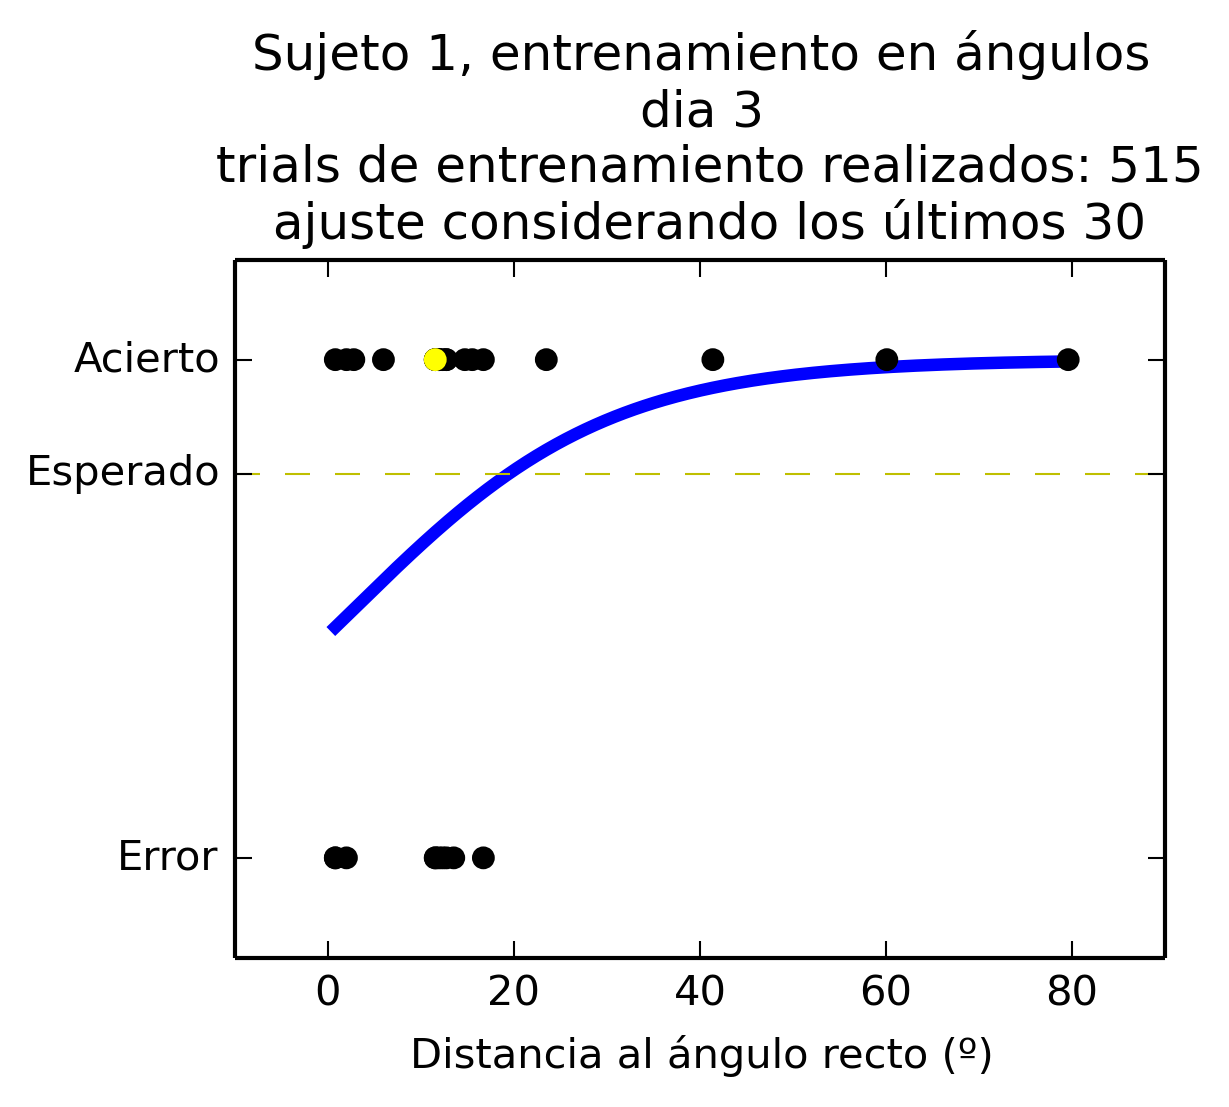 Sujeto 1, entrenamiento en ángulos
dia 3
trials de entrenamiento realizados: 515
ajuste considerando los últimos 30
Acierto
Esperado
Error
0 20 40 60 80
Distancia al ángulo recto (º)